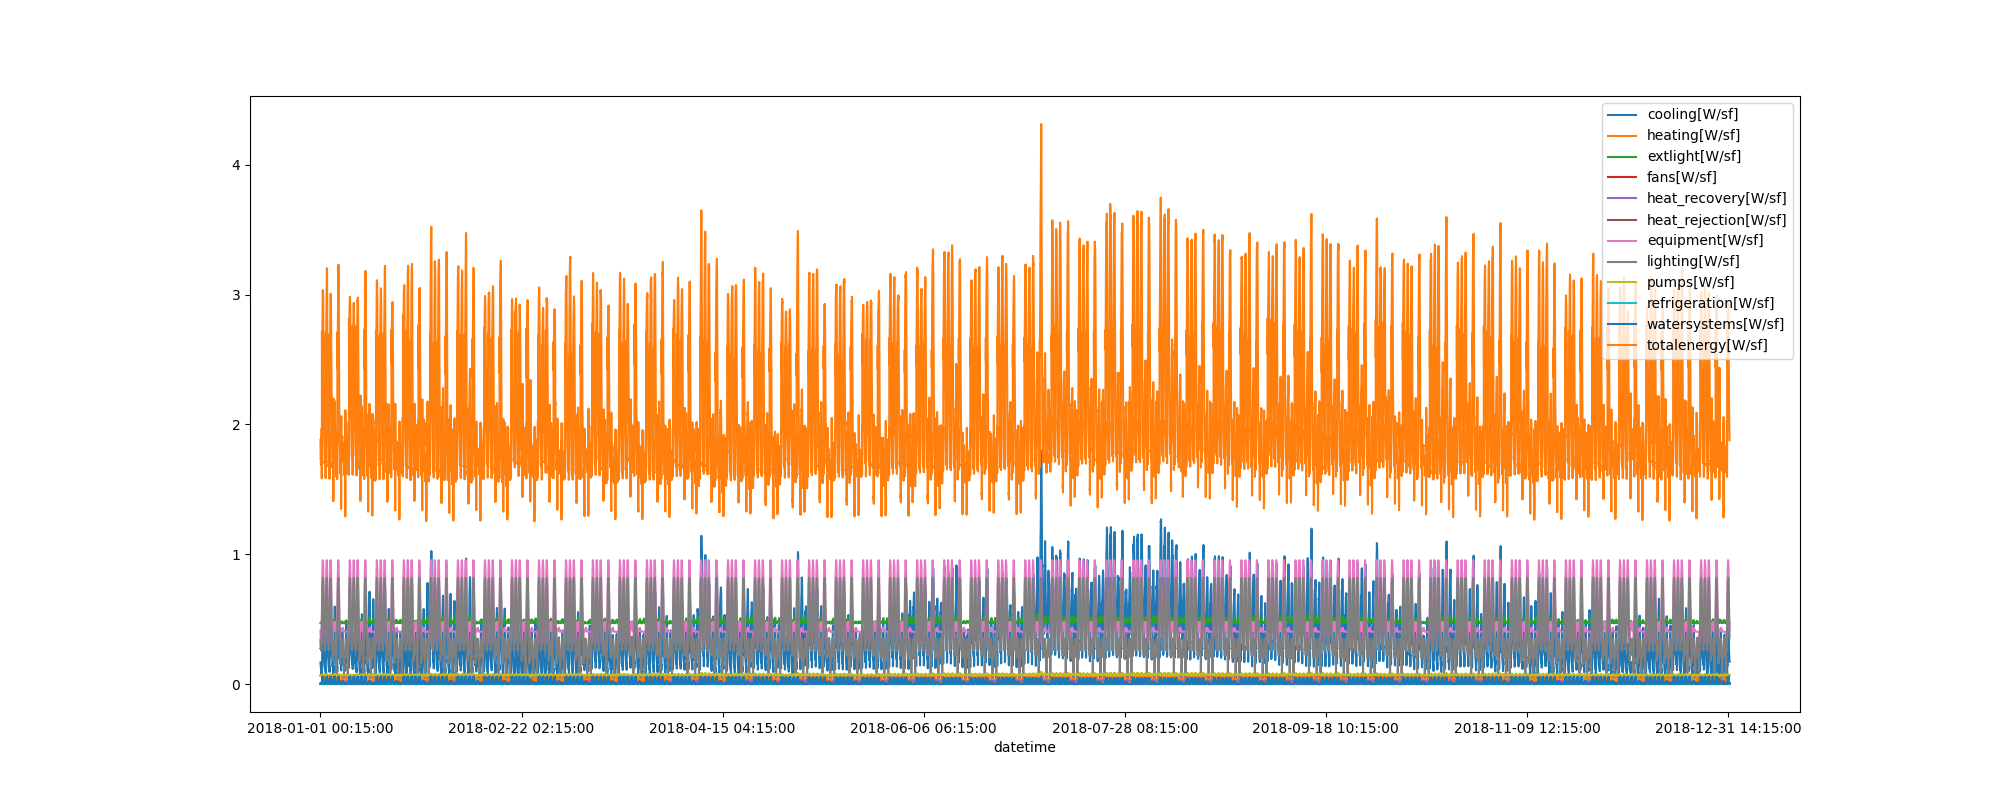 cooling[W/sf]
heating[W/sf]
extlight[W/sf]
fans[W/sf]
heat_recovery[W/sf]
heat_rejection[W/sf]
equipment[W/sf]
lighting[W/sf]
pumps[W/sf]
refrigeration[W/sf]
watersystems[W/sf]
totalenergy[W/sf]
4
3
2
1
0
2018-01-01 00:15:00 2018-02-22 02:15:00 2018-04-15 04:15:00 2018-06-06 06:15:00 2018-07-28 08:15:00 2018-09-18 10:15:00 2018-11-09 12:15:00 2018-12-31 14:15:00
datetime